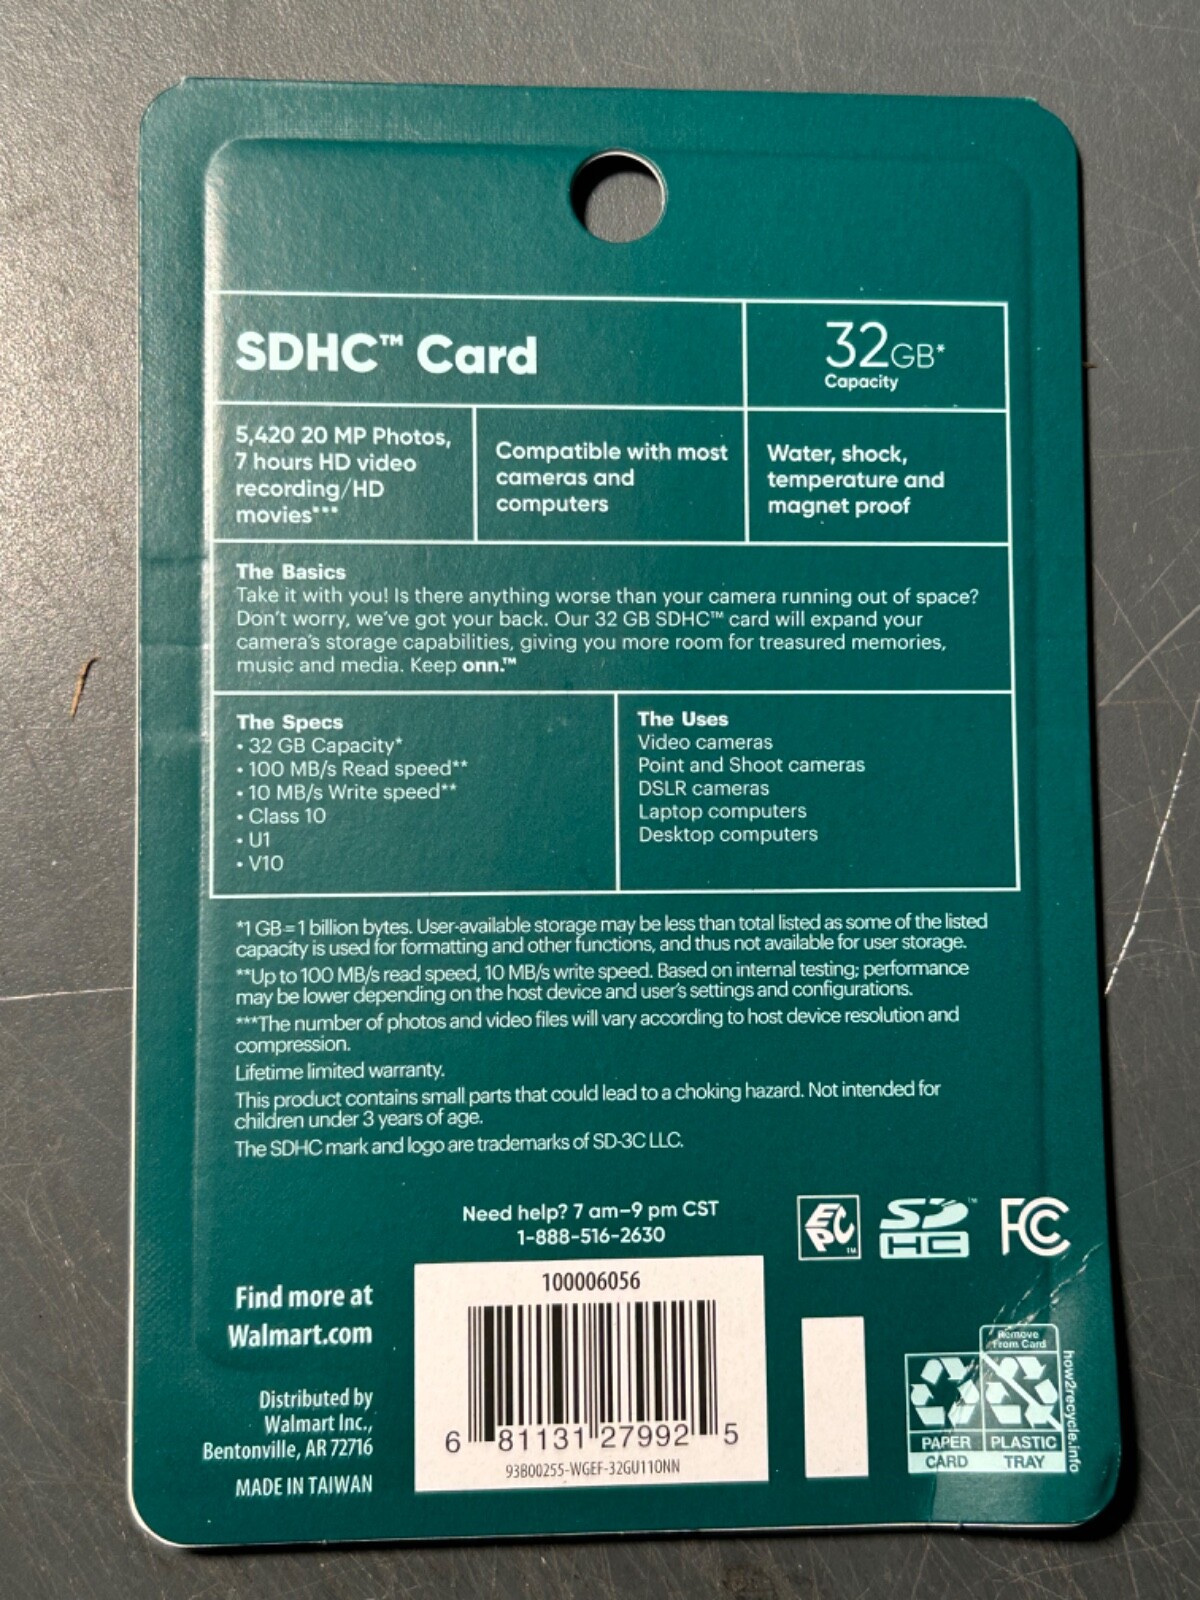 SDHC™ Card
32GB*
Capacity
5,420 20 MP Photos,
7 hours HD video
recording/HD
movies***
Compatible with most
cameras and
computers
Water, shock,
temperature and
magnet proof
The Basics
Take it with you! Is there anything worse than your camera running out of space?
Don't worry, we've got your back. Our 32 GB SDHC™ card will expand your
camera's storage capabilities, giving you more room for treasured memories,
music and media. Keep onn.™
The Specs
• 32 GB Capacity*
• 100 MB/s Read speed**
• 10 MB/s Write speed**
• Class 10
• U1
• V10
The Uses
Video cameras
Point and Shoot cameras
DSLR cameras
Laptop computers
Desktop computers
*1 GB=1 billion bytes. User-available storage may be less than total listed as some of the listed
capacity is used for formatting and other functions, and thus not available for user storage.
**Up to 100 MB/s read speed, 10 MB/s write speed. Based on internal testing; performance
may be lower depending on the host device and user's settings and configurations.
***The number of photos and video files will vary according to host device resolution and
compression.
Lifetime limited warranty.
This product contains small parts that could lead to a choking hazard. Not intended for
children under 3 years of age.
The SDHC mark and logo are trademarks of SD-3C LLC.
Need help? 7 am–9 pm CST
1-888-516-2630
EPC™
SD™
HC
FC
Find more at
Walmart.com
Distributed by
Walmart Inc.,
Bentonville, AR 72716
MADE IN TAIWAN
100006056
6 81131 27992 5
93B00255-WGEF-32GU110NN
Remove
From Card
PAPER
CARD
PLASTIC
TRAY
how2recycle.info